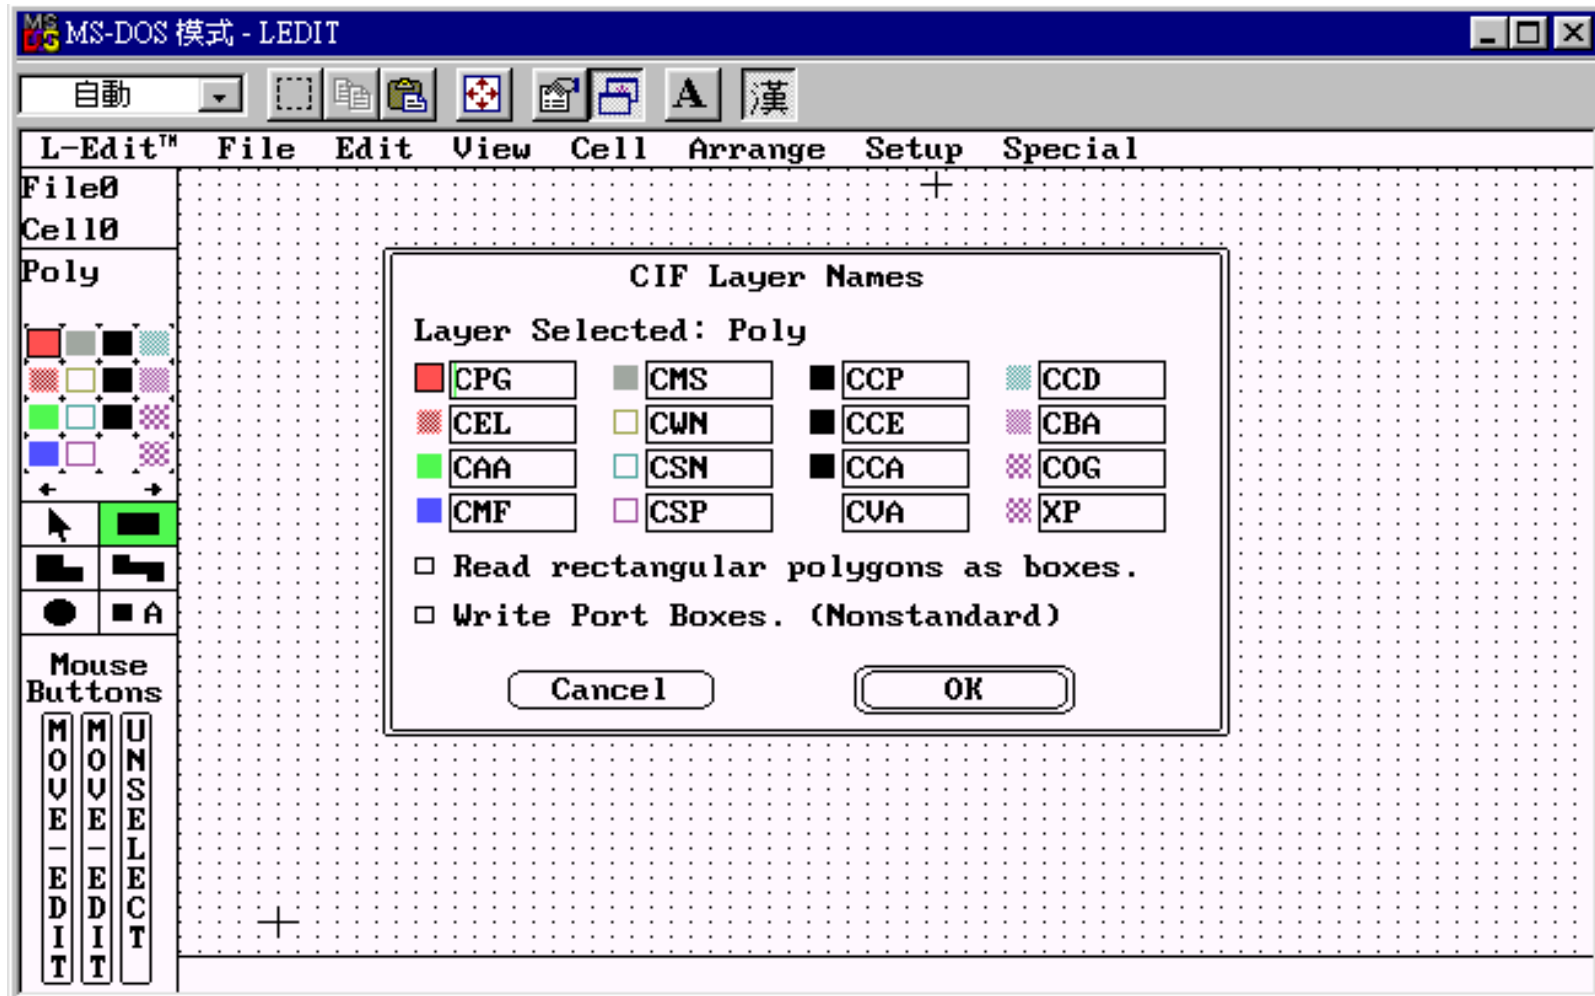 MS-DOS 模式 - LEDIT
自動
A 漢
L-Edit™ File Edit View Cell Arrange Setup Special
File0
Cell0
Poly
CIF Layer Names
Layer Selected: Poly
CPG CMS CCP CCD
CEL CWN CCE CBA
CAA CSN CCA COG
CMF CSP CVA XP
Read rectangular polygons as boxes.
Write Port Boxes. (Nonstandard)
Cancel OK
A
Mouse
Buttons
MOVE-EDIT
MOVE-EDIT
UNSELECT